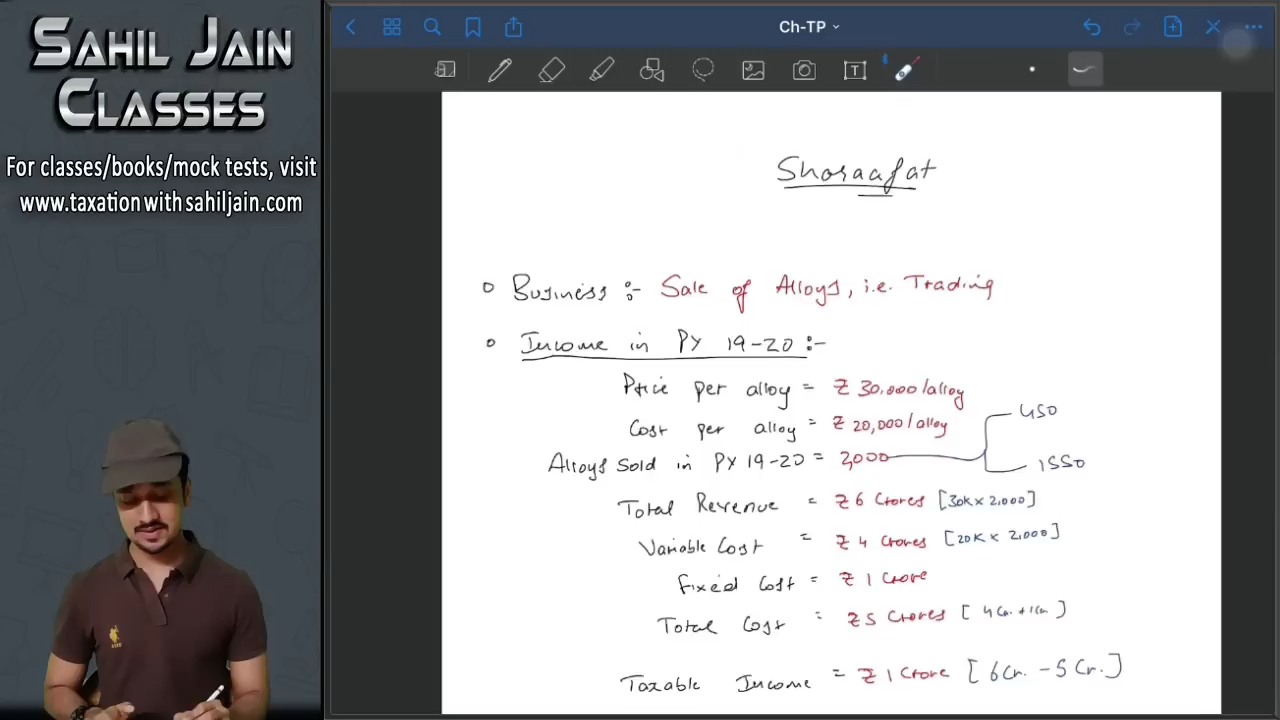 SAHIL JAIN
CLASSES
For classes/books/mock tests, visit
www.taxationwithsahiljain.com
Ch-TP
T
Sharaafat
Business :- Sale of Alloys, i.e. Trading
Income in PY 19-20 :-
Price per alloy = ₹ 30,000/alloy
Cost per alloy = ₹ 20,000/alloy
450
Alloys Sold in PY 19-20 = 2,000
1550
Total Revenue = ₹ 6 Crores [30K x 2,000]
Variable Cost = ₹ 4 Crores [20K x 2,000]
Fixed Cost = ₹ 1 Crore
Total Cost = ₹ 5 Crores [4Cr. + 1Cr.]
Taxable Income = ₹ 1 Crore [6Cr. - 5Cr.]